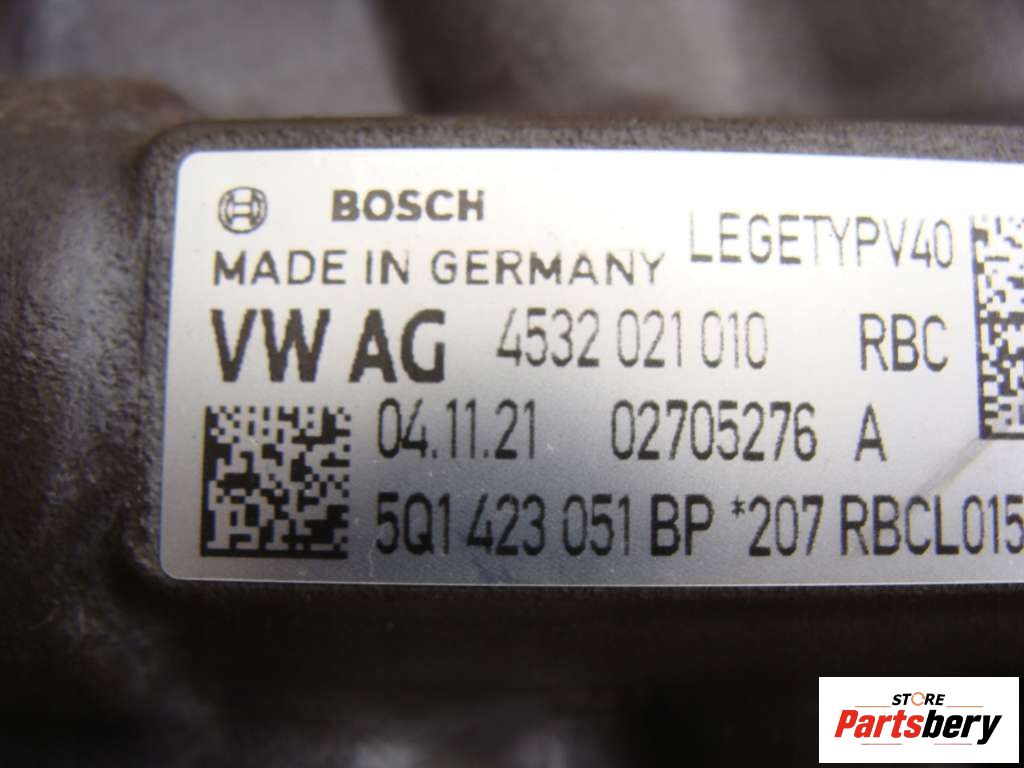 BOSCH
LEGETYPV40
MADE IN GERMANY
VW AG 4532 021 010 RBC
04.11.21 02705276 A
5Q1 423 051 BP *207 RBCL015
STORE
Partsbery